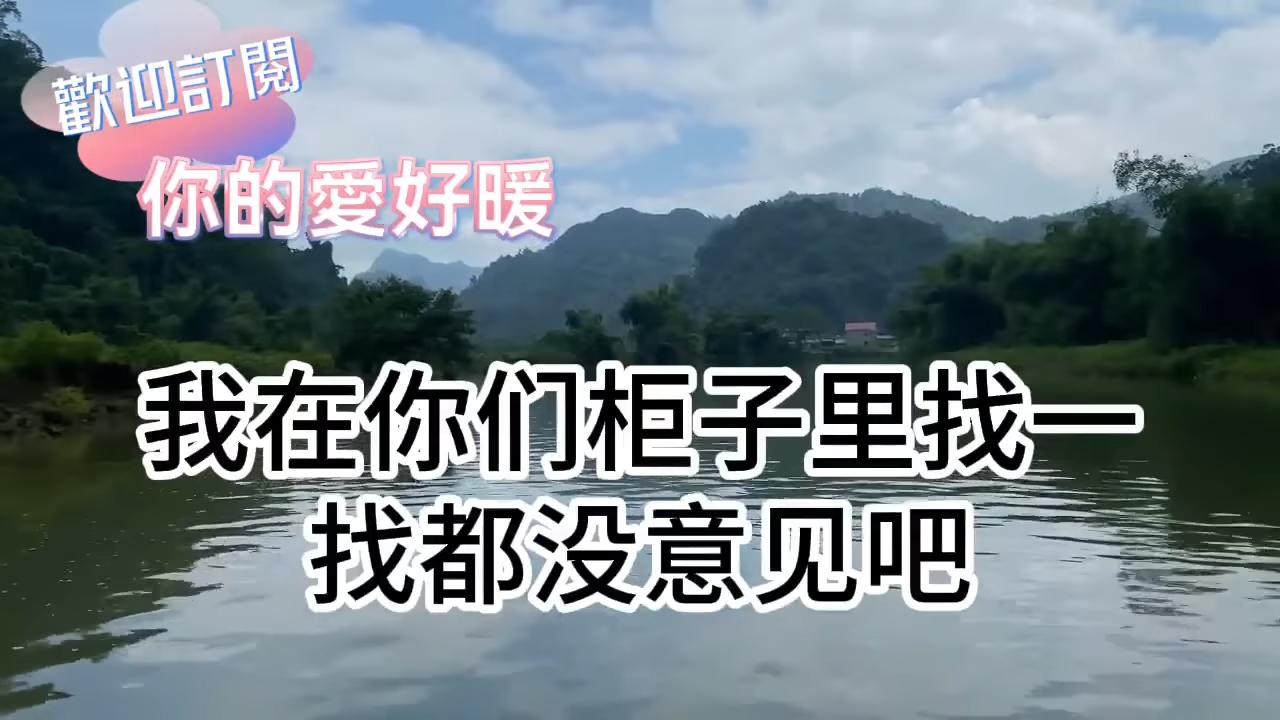 歡迎訂閱
你的愛好暖
我在你们柜子里找一
找都没意见吧